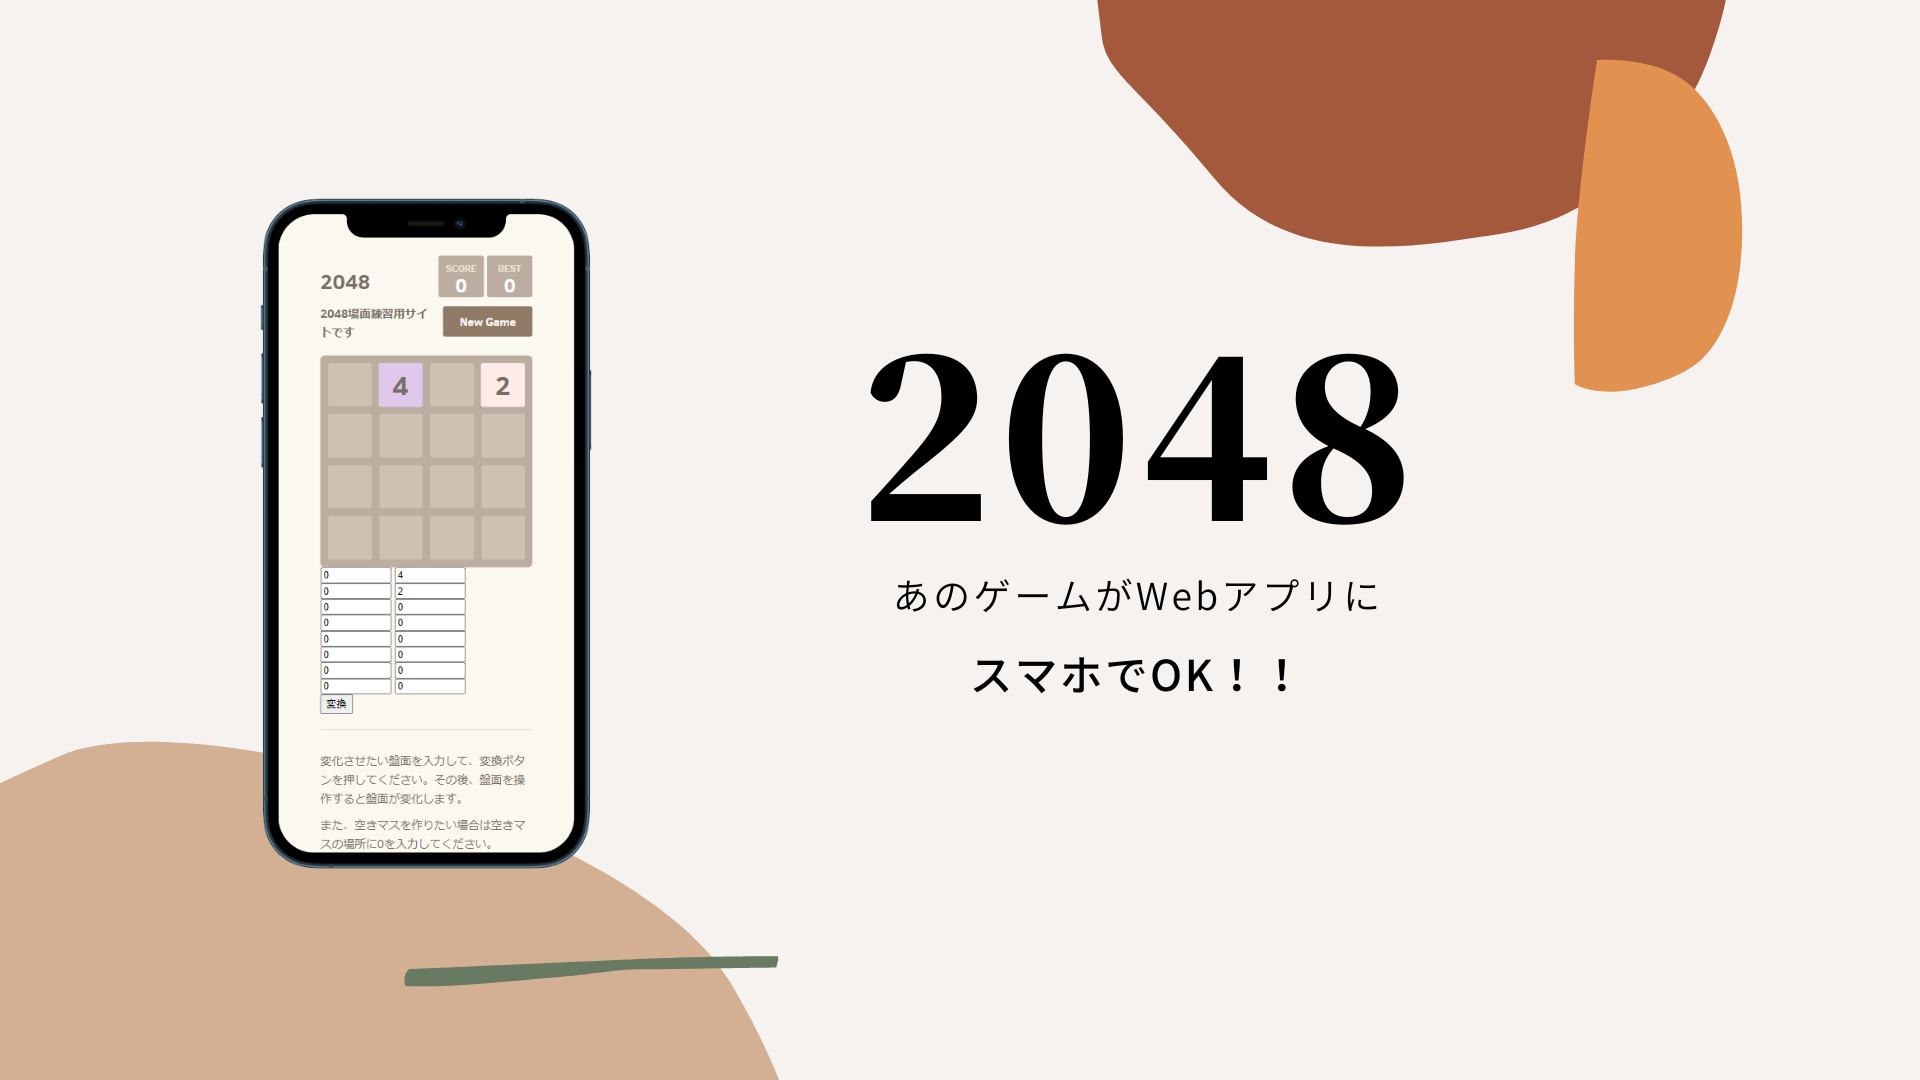 2048
SCORE
0
BEST
0
2048場面練習用サイ
トです
New Game
4
2
0 4
0 2
0 0
0 0
0 0
0 0
0 0
0 0
変換
変化させたい盤面を入力して、変換ボタ
ンを押してください。その後、盤面を操
作すると盤面が変化します。
また、空きマスを作りたい場合は空きマ
スの場所に0を入力してください。
2048
あのゲームがWebアプリに
スマホでOK！！